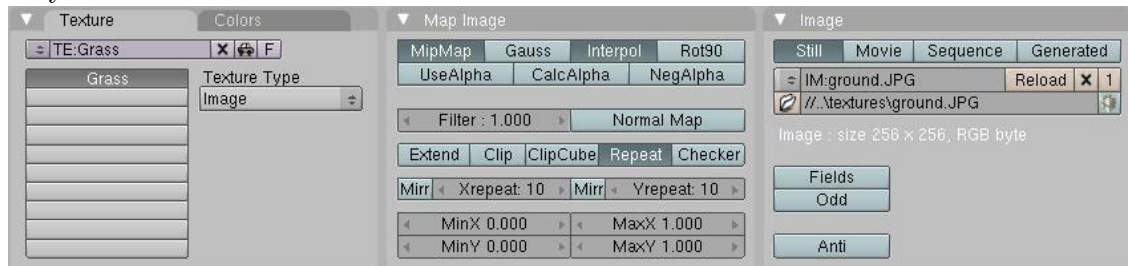 Texture Colors
TE:Grass F
Grass
Texture Type
Image
Map Image
MipMap Gauss Interpol Rot90
UseAlpha CalcAlpha NegAlpha
Filter : 1.000 Normal Map
Extend Clip ClipCube Repeat Checker
Mirr Xrepeat: 10 Mirr Yrepeat: 10
MinX 0.000 MaxX 1.000
MinY 0.000 MaxY 1.000
Image
Still Movie Sequence Generated
IM:ground.JPG Reload X 1
//..\textures\ground.JPG
Image : size 256 x 256, RGB byte
Fields
Odd
Anti